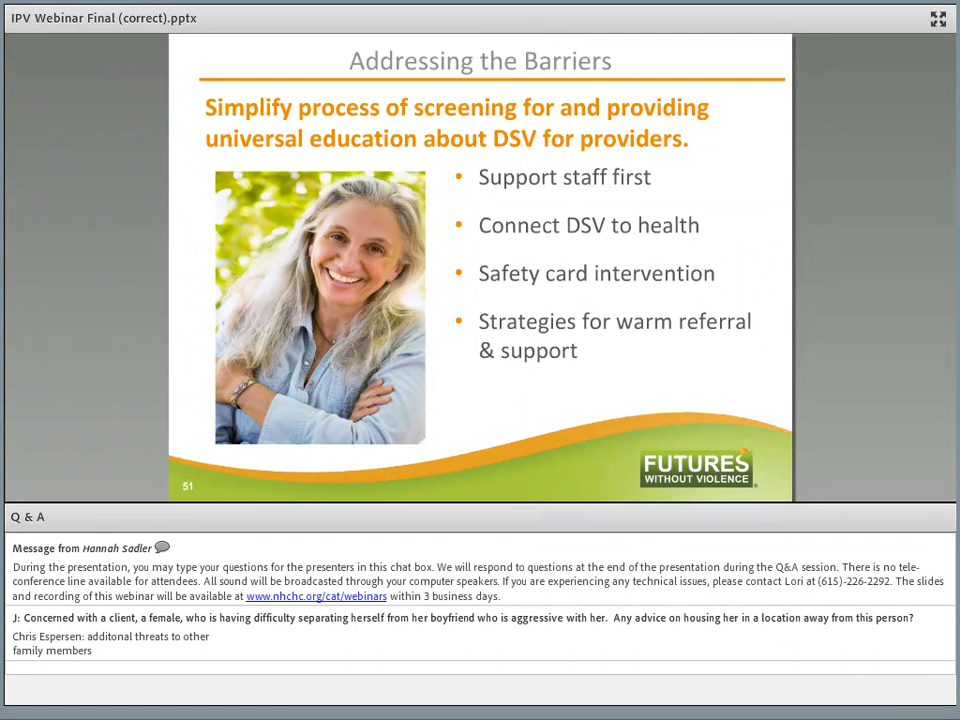 IPV Webinar Final (correct).pptx
Addressing the Barriers
Simplify process of screening for and providing
universal education about DSV for providers.
• Support staff first
• Connect DSV to health
• Safety card intervention
• Strategies for warm referral
& support
FUTURES
WITHOUT VIOLENCE
51
Q & A
Message from Hannah Sadler
During the presentation, you may type your questions for the presenters in this chat box. We will respond to questions at the end of the presentation during the Q&A session. There is no tele-
conference line available for attendees. All sound will be broadcasted through your computer speakers. If you are experiencing any technical issues, please contact Lori at (615)-226-2292. The slides
and recording of this webinar will be available at www.nhchc.org/cat/webinars within 3 business days.
J: Concerned with a client, a female, who is having difficulty separating herself from her boyfriend who is aggressive with her. Any advice on housing her in a location away from this person?
Chris Espersen: additonal threats to other
family members